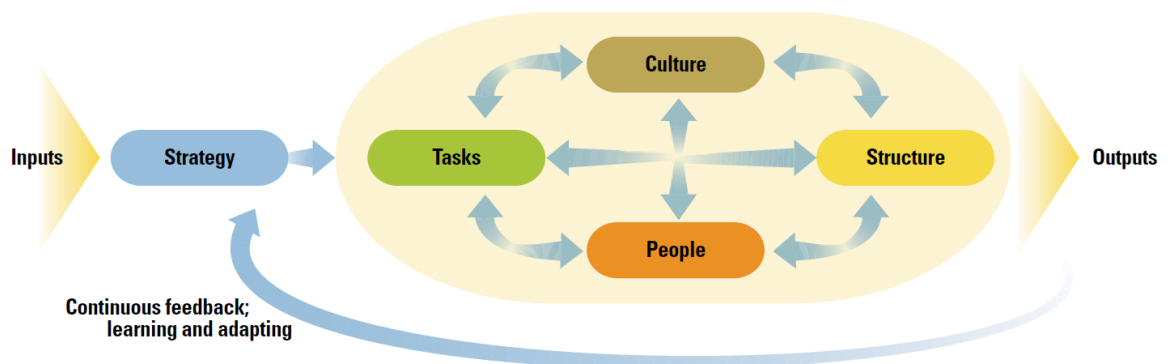 Culture
Inputs
Strategy
Tasks
Structure
Outputs
People
Continuous feedback;
learning and adapting